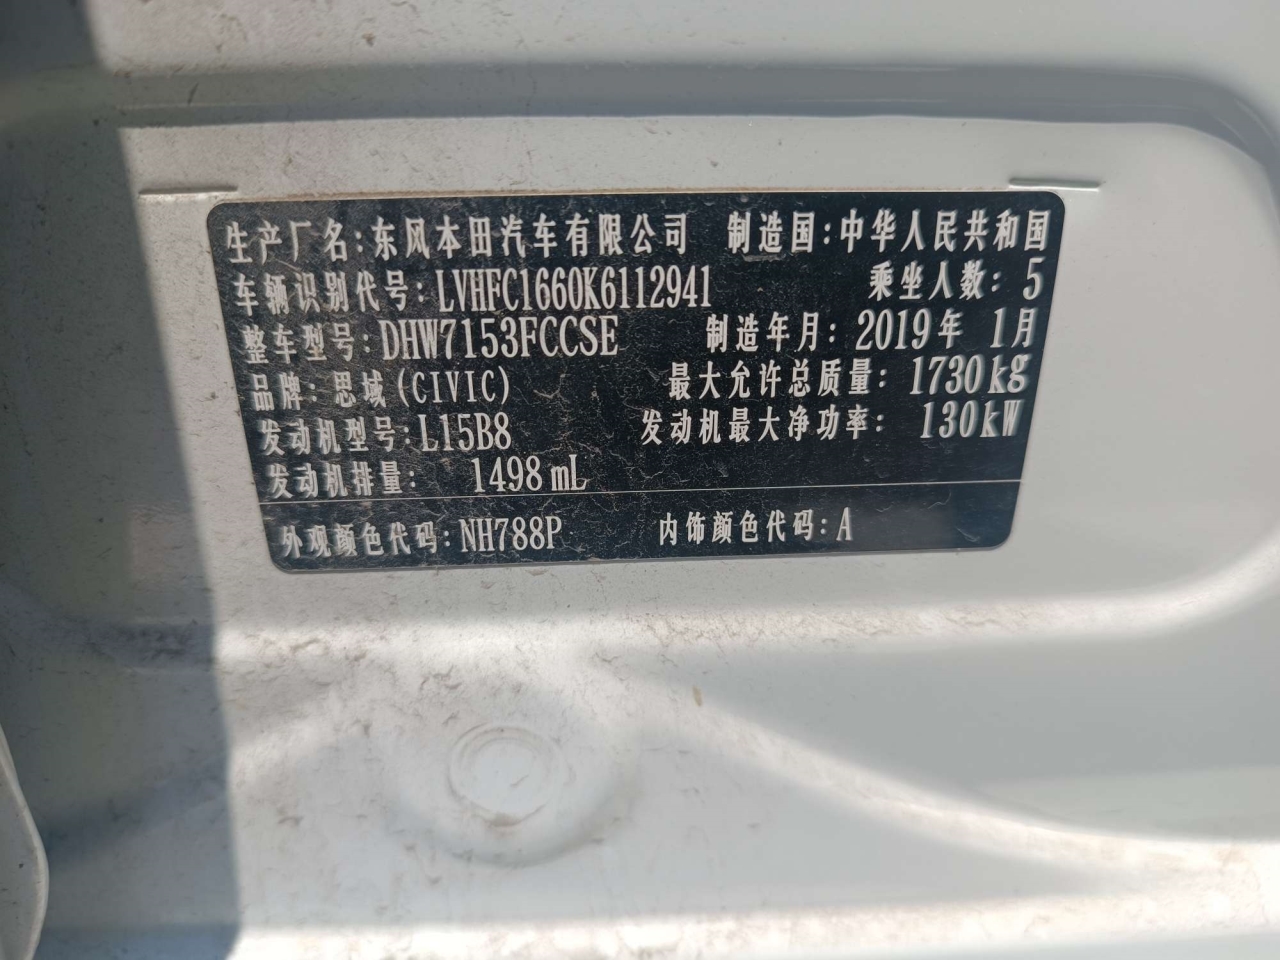 生产厂名:东风本田汽车有限公司 制造国:中华人民共和国
车辆识别代号:LVHFC1660K6112941 乘坐人数:5
整车型号:DHW7153FCCSE 制造年月:2019年 1月
品牌:思域(CIVIC) 最大允许总质量:1730kg
发动机型号:L15B8 发动机最大净功率:130kW
发动机排量: 1498mL
外观颜色代码:NH788P 内饰颜色代码:A